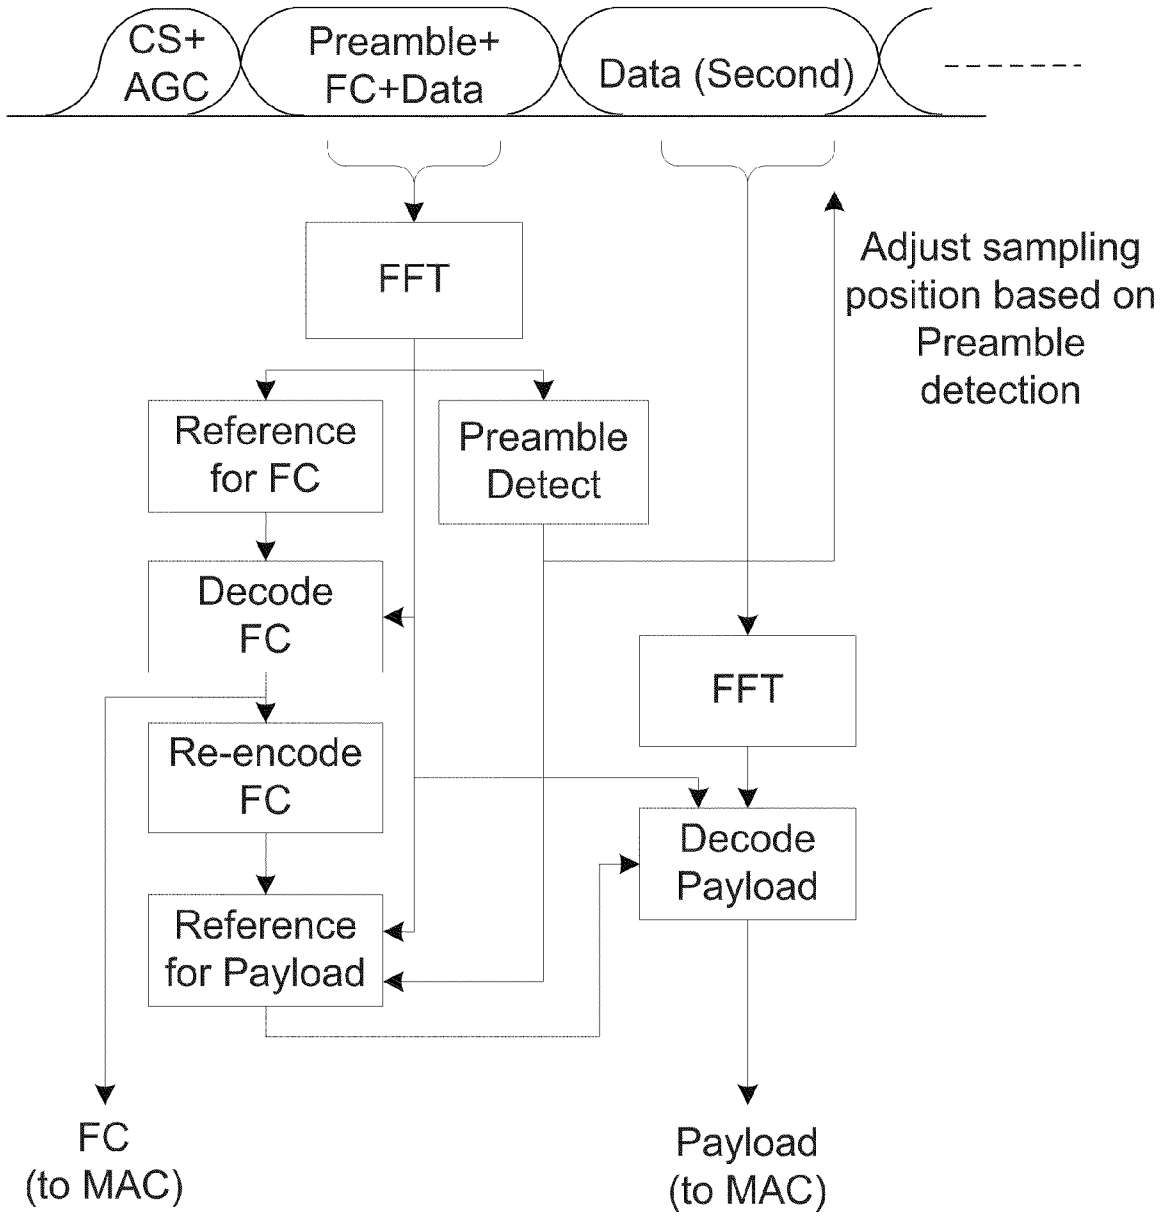 CS+
AGC
Preamble+
FC+Data
Data (Second)
FFT
Adjust sampling
position based on
Preamble
detection
Reference
for FC
Preamble
Detect
Decode
FC
FFT
Re-encode
FC
Decode
Payload
Reference
for Payload
FC
(to MAC)
Payload
(to MAC)